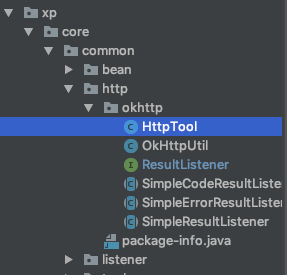 xp
core
common
bean
http
okhttp
HttpTool
OkHttpUtil
ResultListener
SimpleCodeResultListe
SimpleErrorResultListe
SimpleResultListener
package-info.java
listener